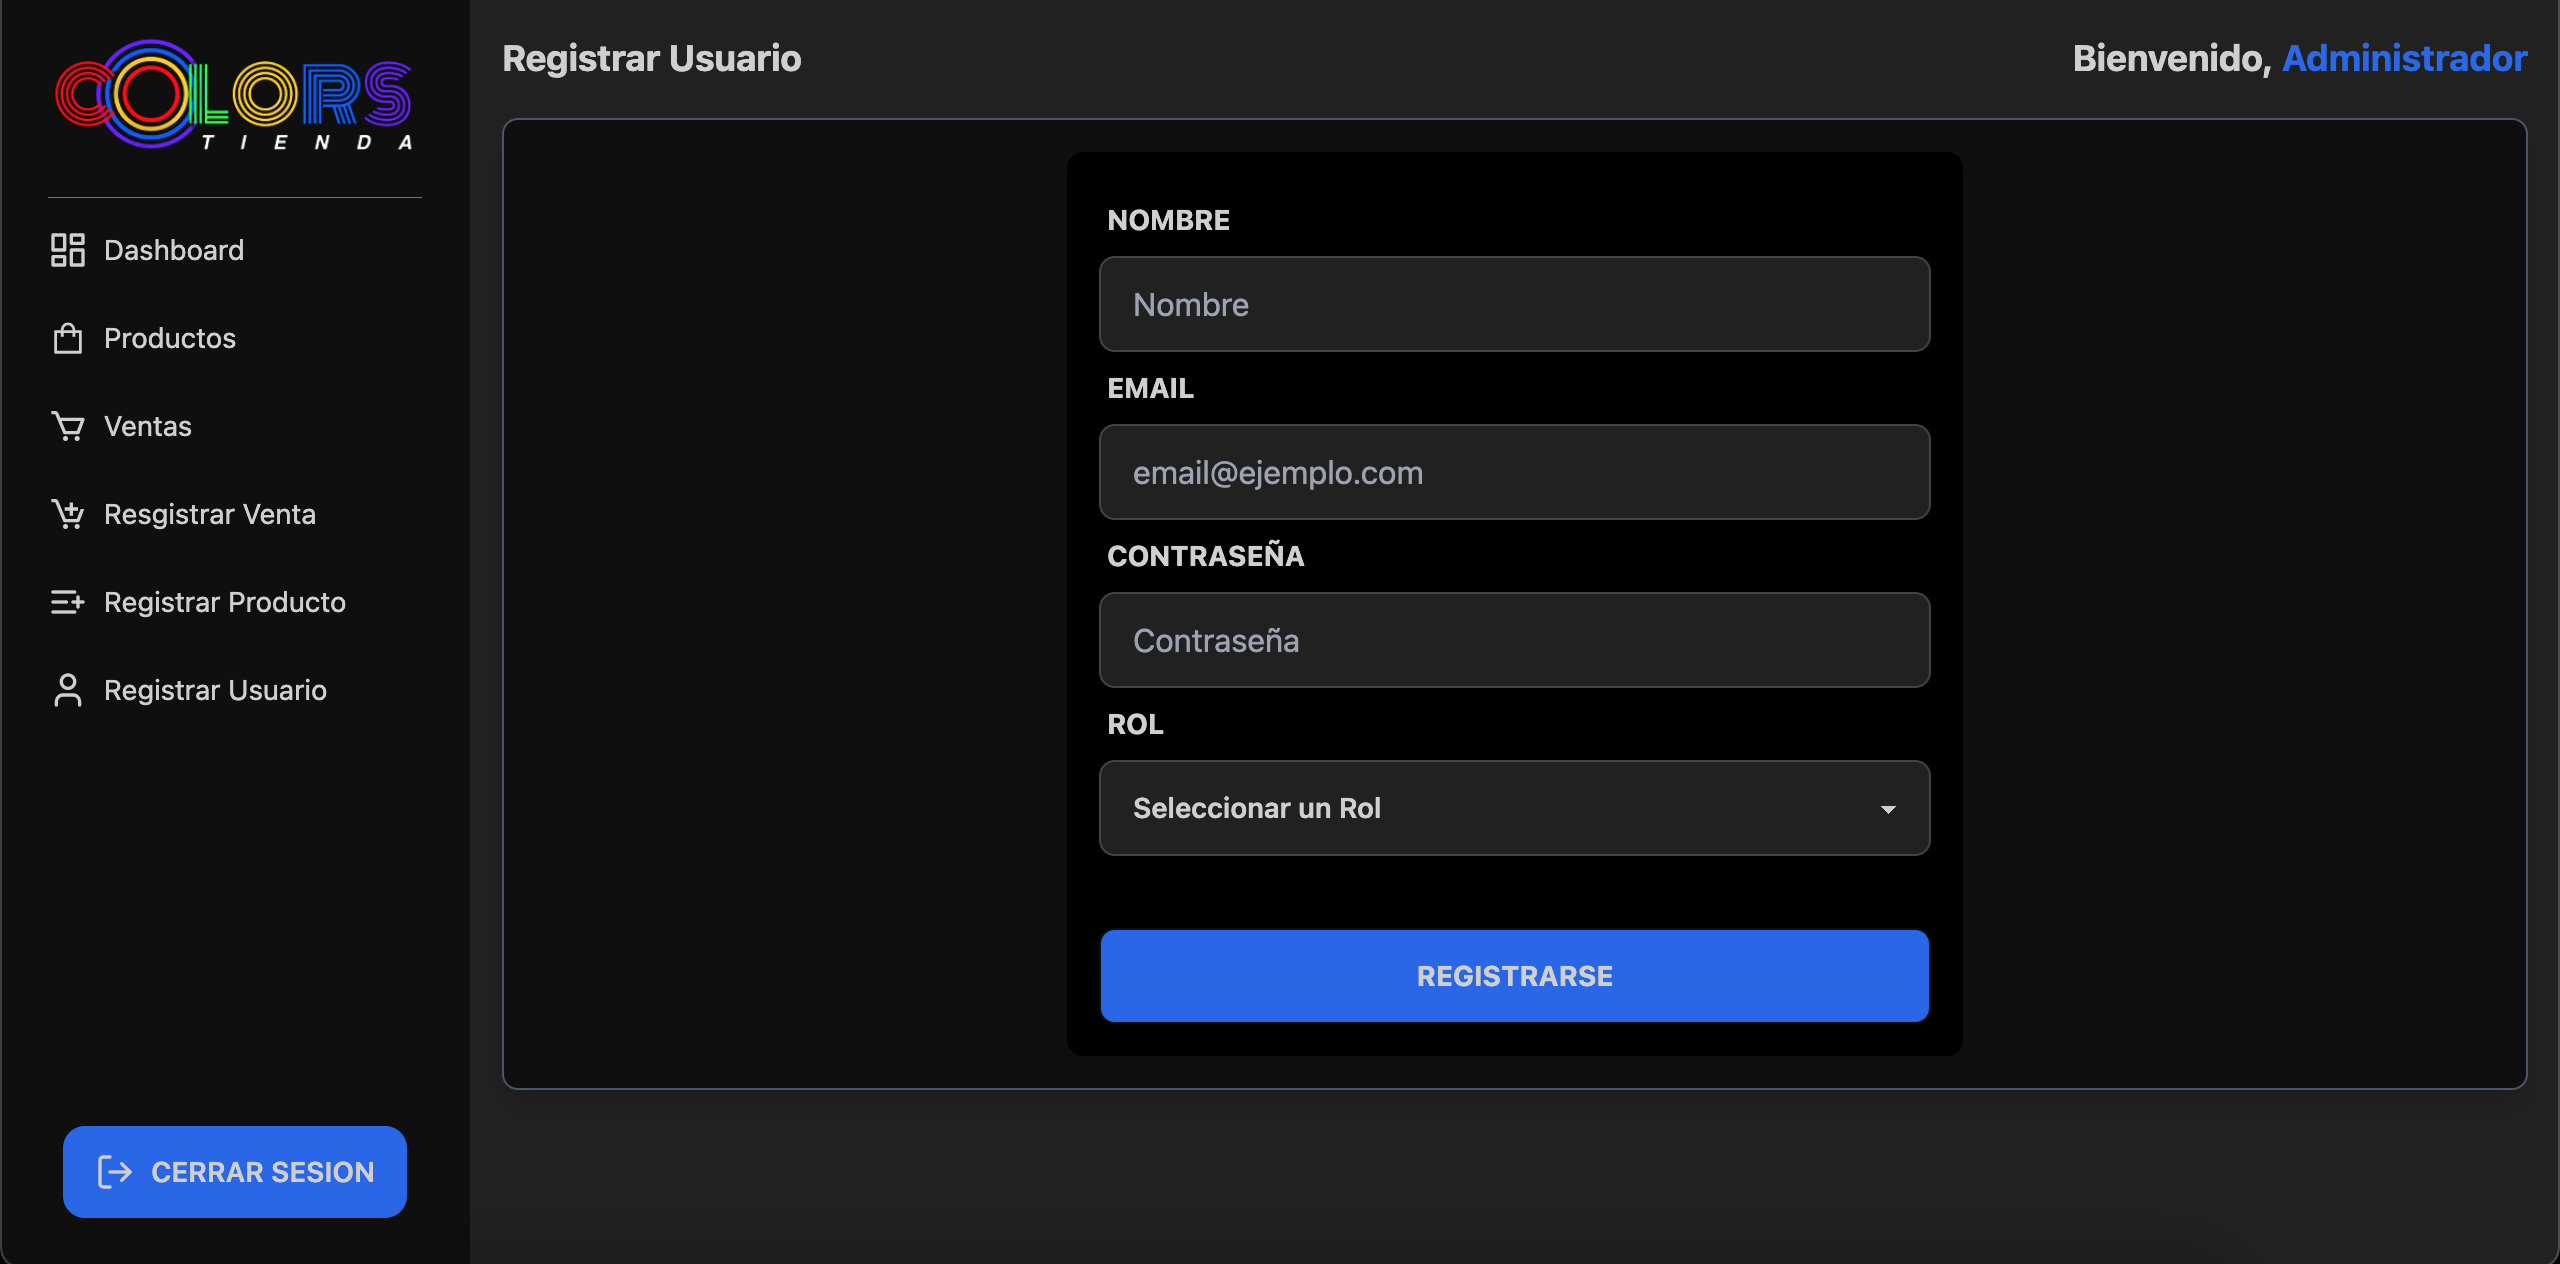 COLORS
TIENDA
Dashboard
Productos
Ventas
Resgistrar Venta
Registrar Producto
Registrar Usuario
CERRAR SESION
Registrar Usuario
Bienvenido, Administrador
NOMBRE
Nombre
EMAIL
email@ejemplo.com
CONTRASEÑA
Contraseña
ROL
Seleccionar un Rol
REGISTRARSE